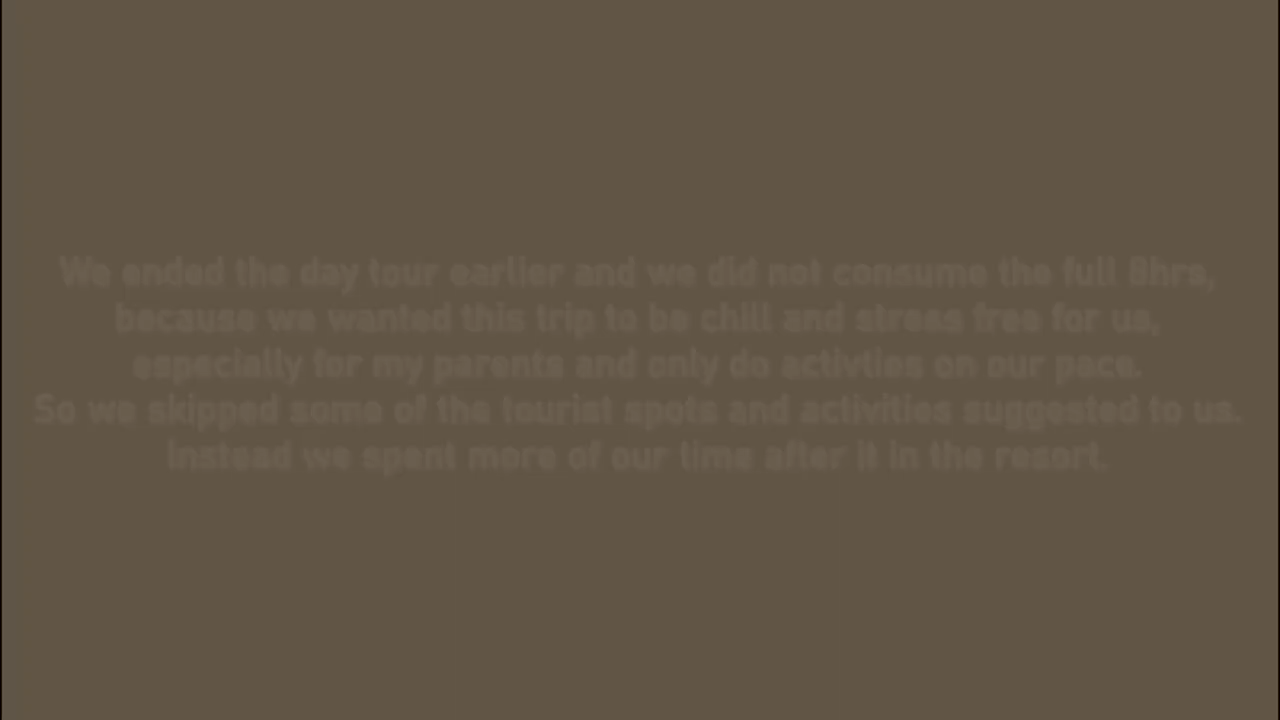 We ended the day tour earlier and we did not consume the full 8hrs,
because we wanted this trip to be chill and stress free for us,
especially for my parents and only do activties on our pace.
So we skipped some of the tourist spots and activities suggested to us.
Instead we spent more of our time after it in the resort.